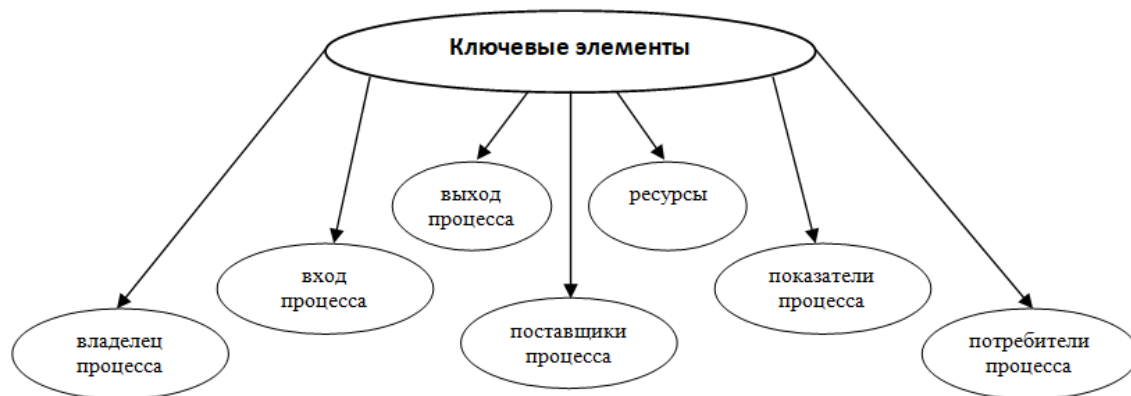 Ключевые элементы
выход
процесса
ресурсы
вход
процесса
показатели
процесса
владелец
процесса
поставщики
процесса
потребители
процесса